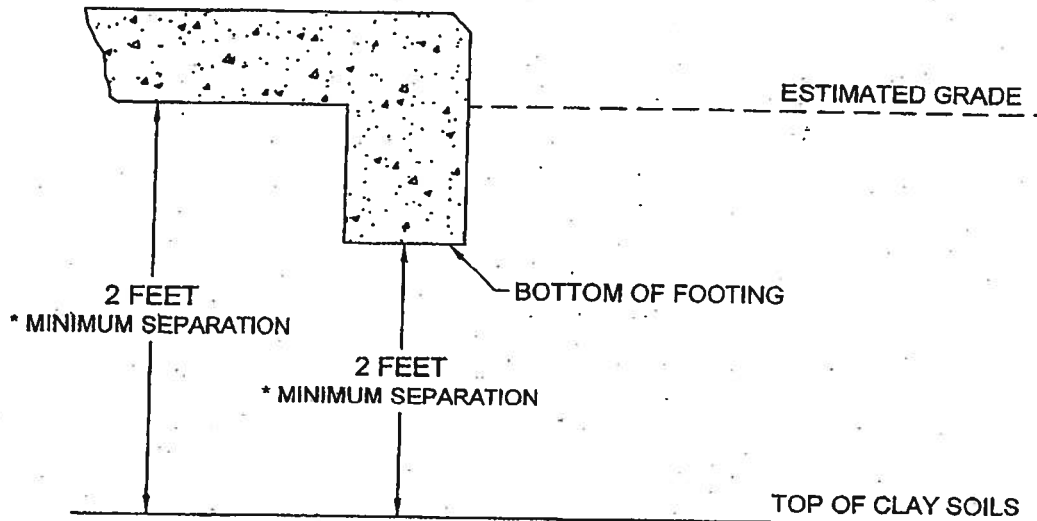 ESTIMATED GRADE
BOTTOM OF FOOTING
2 FEET
* MINIMUM SEPARATION
2 FEET
* MINIMUM SEPARATION
TOP OF CLAY SOILS